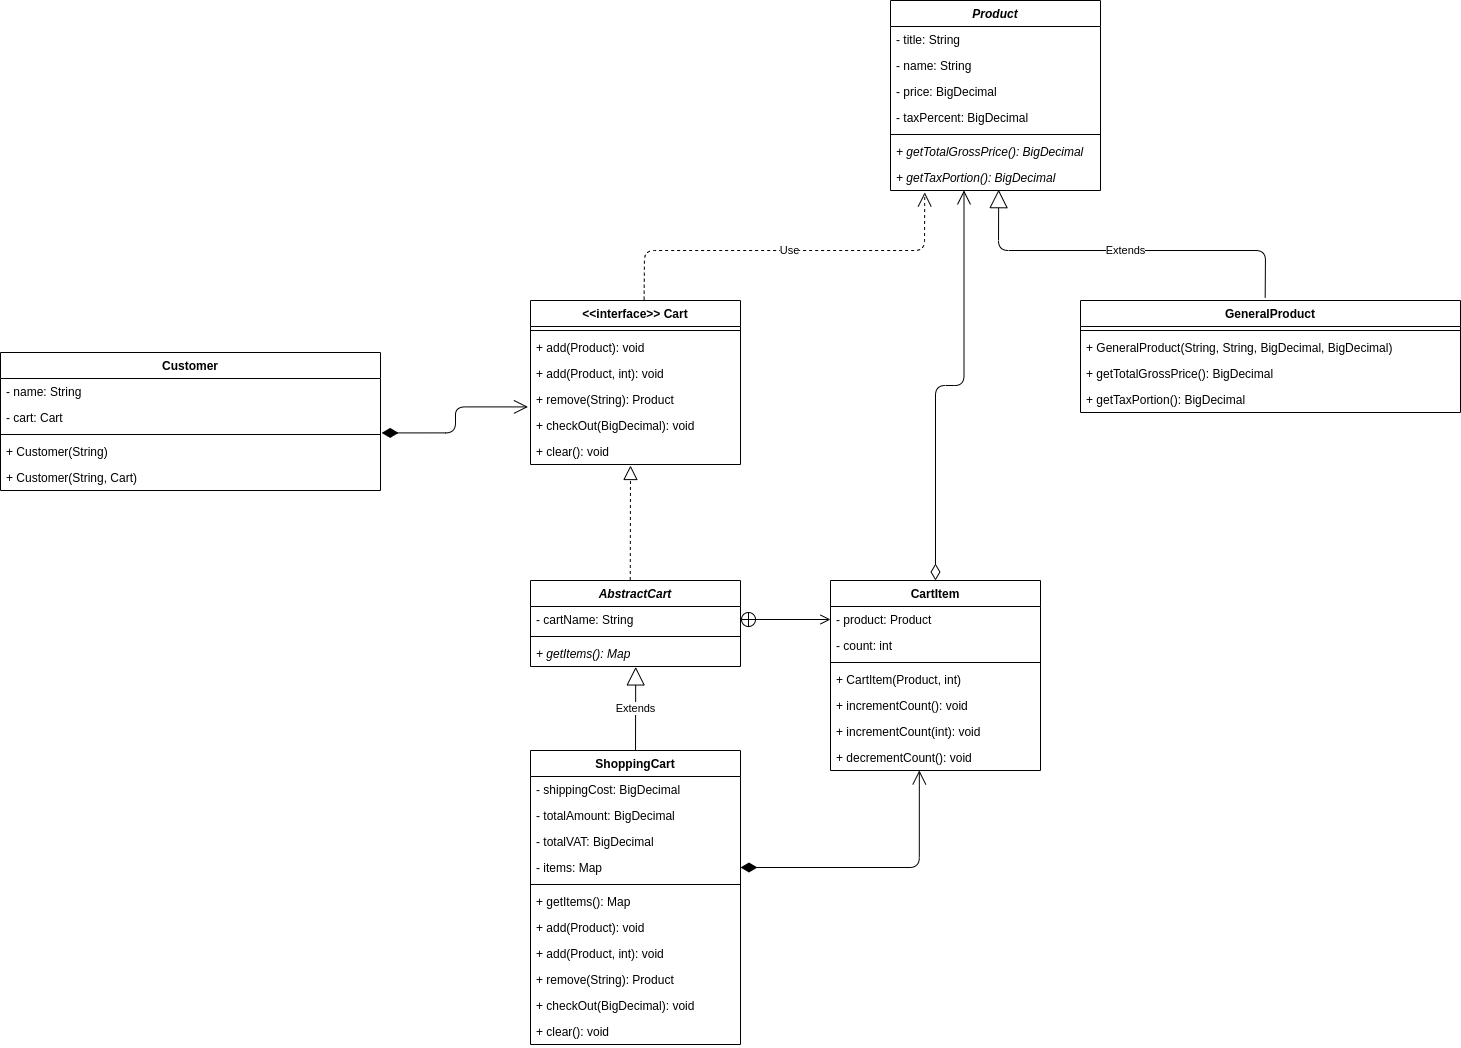 Product
- title: String
- name: String
- price: BigDecimal
- taxPercent: BigDecimal
+ getTotalGrossPrice(): BigDecimal
+ getTaxPortion(): BigDecimal
Use
Extends
<<interface>> Cart
+ add(Product): void
+ add(Product, int): void
+ remove(String): Product
+ checkOut(BigDecimal): void
+ clear(): void
GeneralProduct
+ GeneralProduct(String, String, BigDecimal, BigDecimal)
+ getTotalGrossPrice(): BigDecimal
+ getTaxPortion(): BigDecimal
Customer
- name: String
- cart: Cart
+ Customer(String)
+ Customer(String, Cart)
AbstractCart
- cartName: String
+ getItems(): Map
CartItem
- product: Product
- count: int
+ CartItem(Product, int)
+ incrementCount(): void
+ incrementCount(int): void
+ decrementCount(): void
Extends
ShoppingCart
- shippingCost: BigDecimal
- totalAmount: BigDecimal
- totalVAT: BigDecimal
- items: Map
+ getItems(): Map
+ add(Product): void
+ add(Product, int): void
+ remove(String): Product
+ checkOut(BigDecimal): void
+ clear(): void